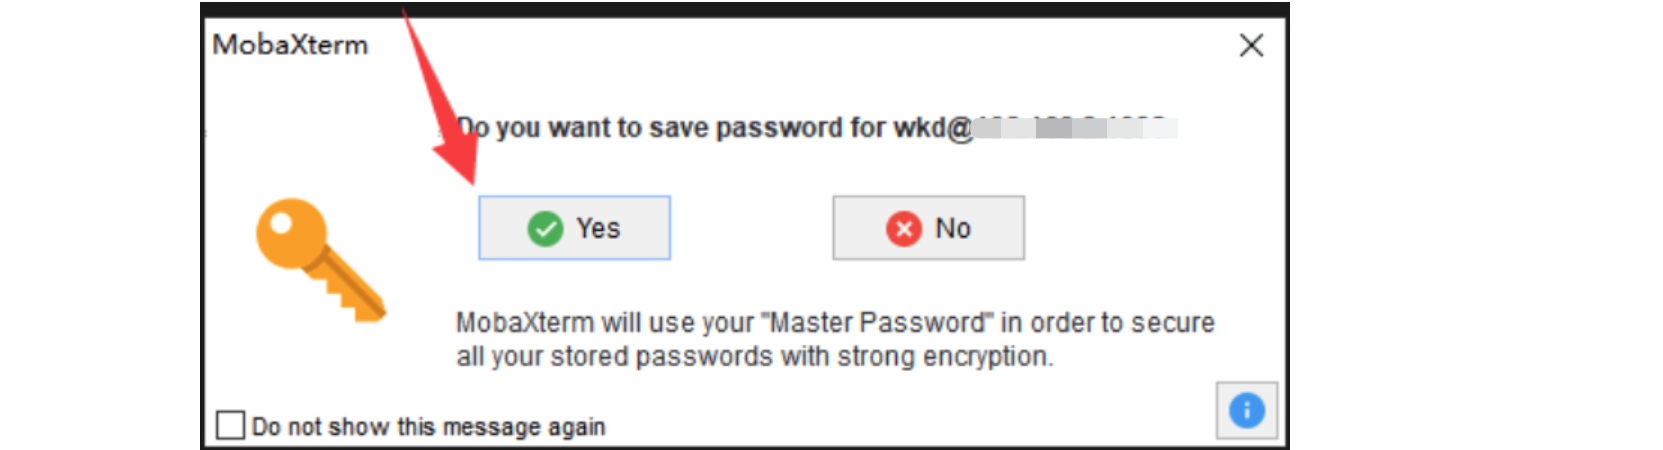 MobaXterm
Do you want to save password for wkd@
Yes
No
MobaXterm will use your "Master Password" in order to secure
all your stored passwords with strong encryption.
Do not show this message again